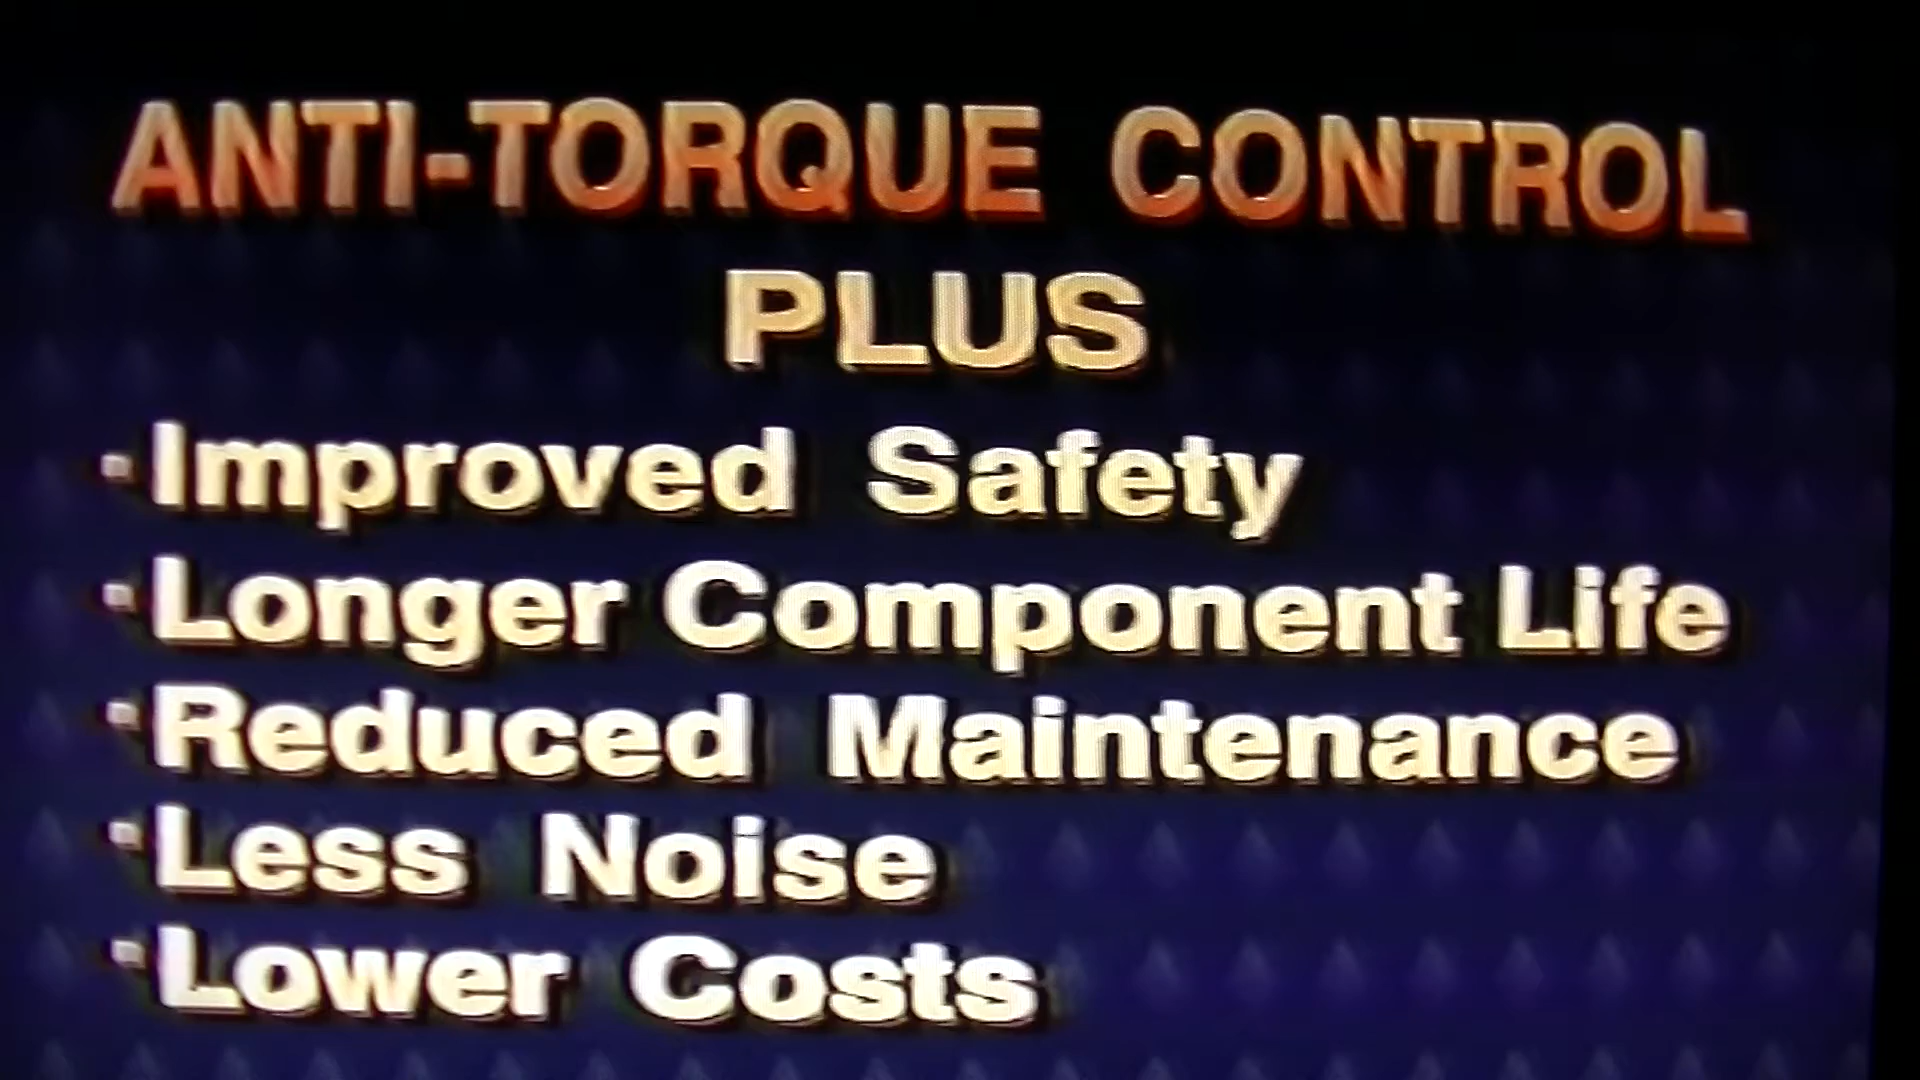 ANTI-TORQUE CONTROL
PLUS
·Improved Safety
·Longer Component Life
·Reduced Maintenance
·Less Noise
·Lower Costs